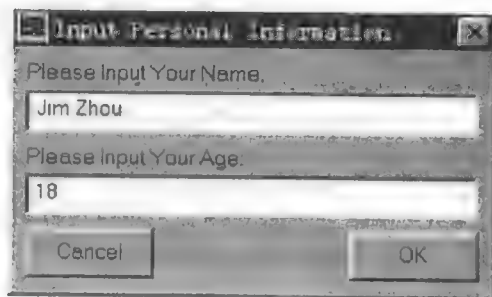 Input Personal Information
Please Input Your Name,
Jim Zhou
Please Input Your Age:
18
Cancel
OK